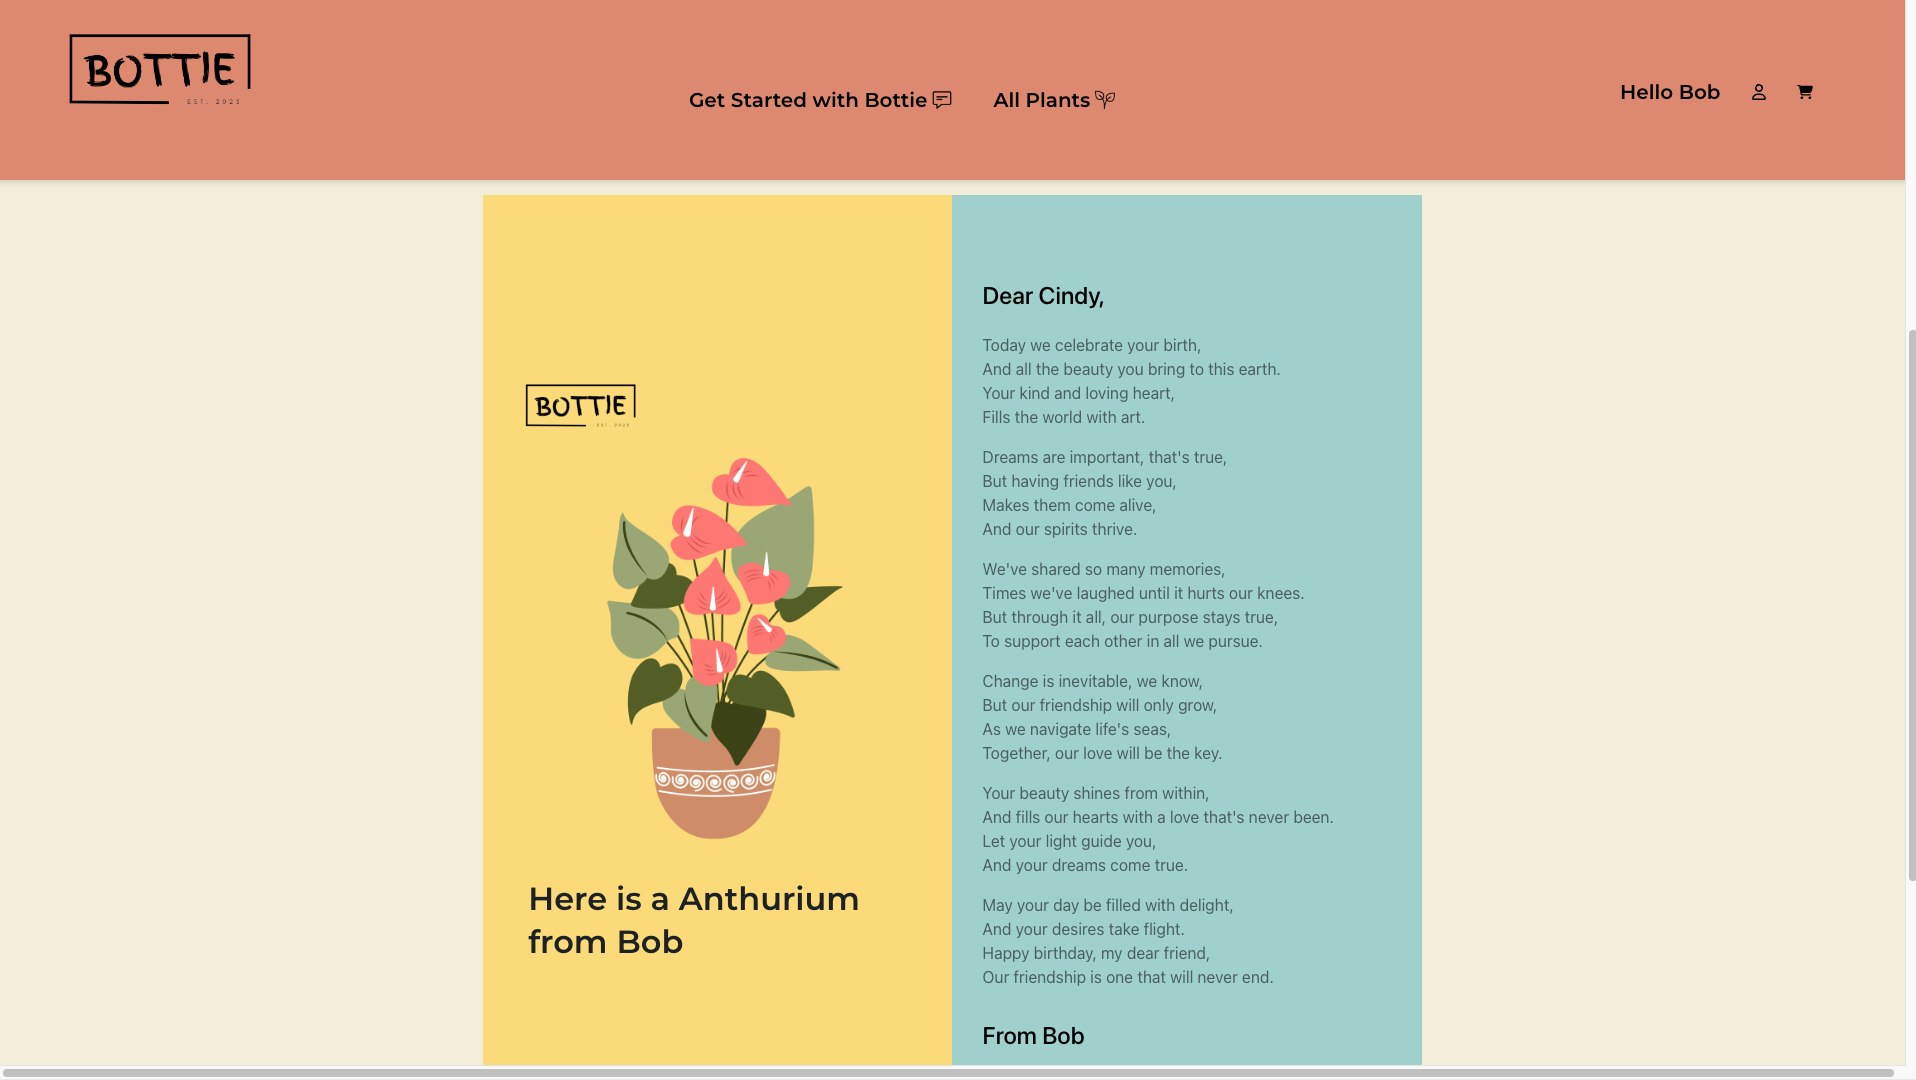 BOTTIE
EST. 2023
Get Started with Bottie
All Plants
Hello Bob
BOTTIE
EST. 2023
Here is a Anthurium
from Bob
Dear Cindy,
Today we celebrate your birth,
And all the beauty you bring to this earth.
Your kind and loving heart,
Fills the world with art.
Dreams are important, that's true,
But having friends like you,
Makes them come alive,
And our spirits thrive.
We've shared so many memories,
Times we've laughed until it hurts our knees.
But through it all, our purpose stays true,
To support each other in all we pursue.
Change is inevitable, we know,
But our friendship will only grow,
As we navigate life's seas,
Together, our love will be the key.
Your beauty shines from within,
And fills our hearts with a love that's never been.
Let your light guide you,
And your dreams come true.
May your day be filled with delight,
And your desires take flight.
Happy birthday, my dear friend,
Our friendship is one that will never end.
From Bob